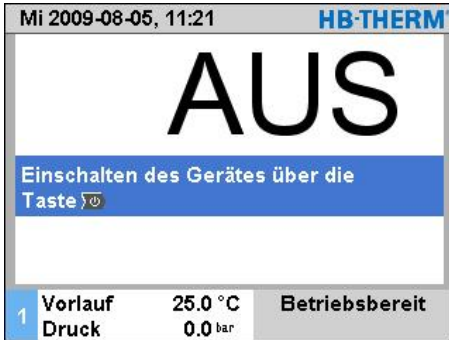 Mi 2009-08-05, 11:21 HB-THERM
AUS
Einschalten des Gerätes über die
Taste
1 Vorlauf 25.0 °C Betriebsbereit
Druck 0.0 bar